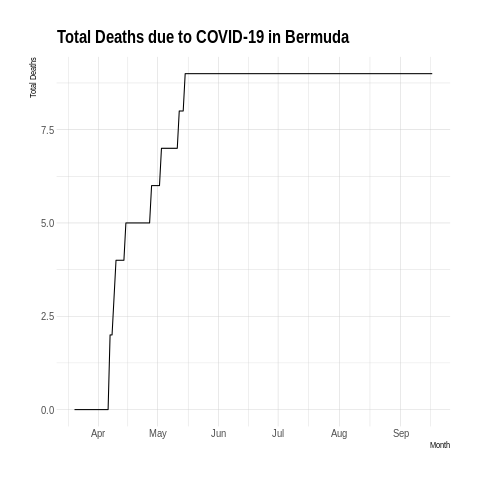 Total Deaths due to COVID-19 in Bermuda
Total Deaths
7.5
5.0
2.5
0.0
Apr May Jun Jul Aug Sep
Month